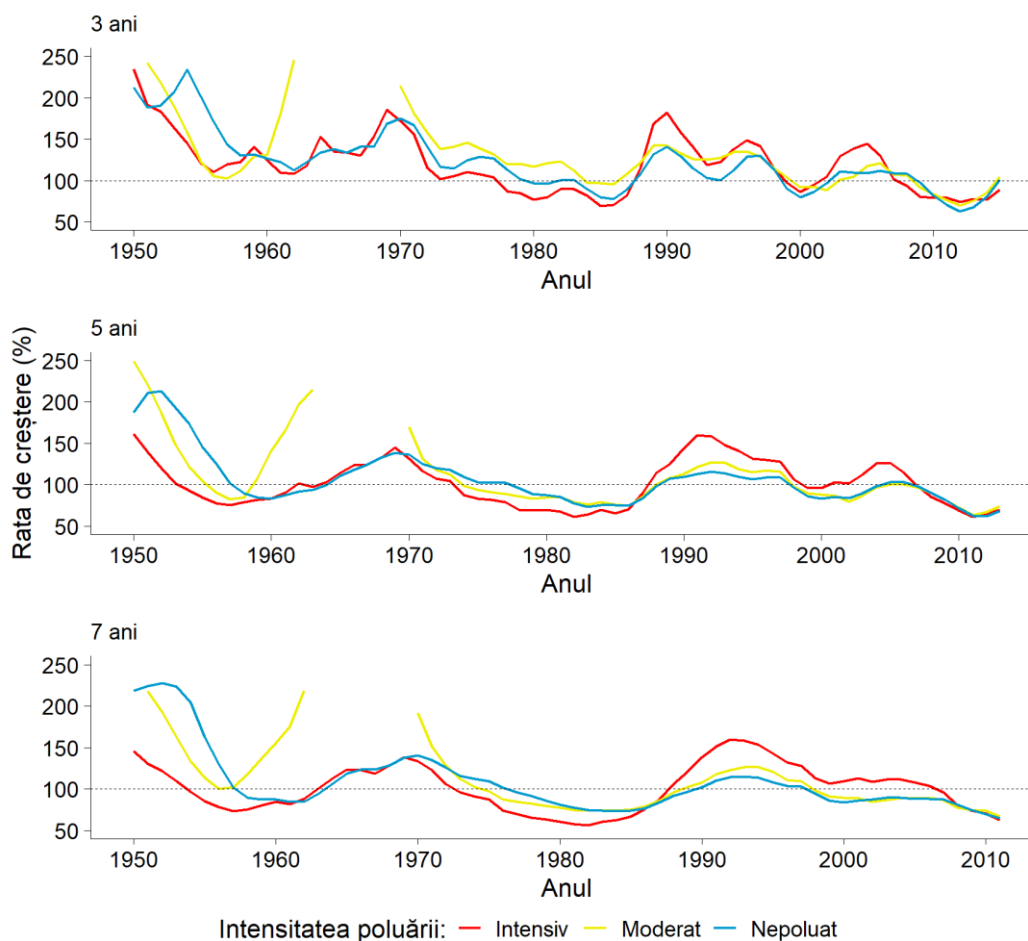 3 ani
250
200
150
100
50
1950 1960 1970 1980 1990 2000 2010
Anul
Rata de creștere (%)
5 ani
250
200
150
100
50
1950 1960 1970 1980 1990 2000 2010
Anul
7 ani
250
200
150
100
50
1950 1960 1970 1980 1990 2000 2010
Anul
Intensitatea poluării: Intensiv Moderat Nepoluat